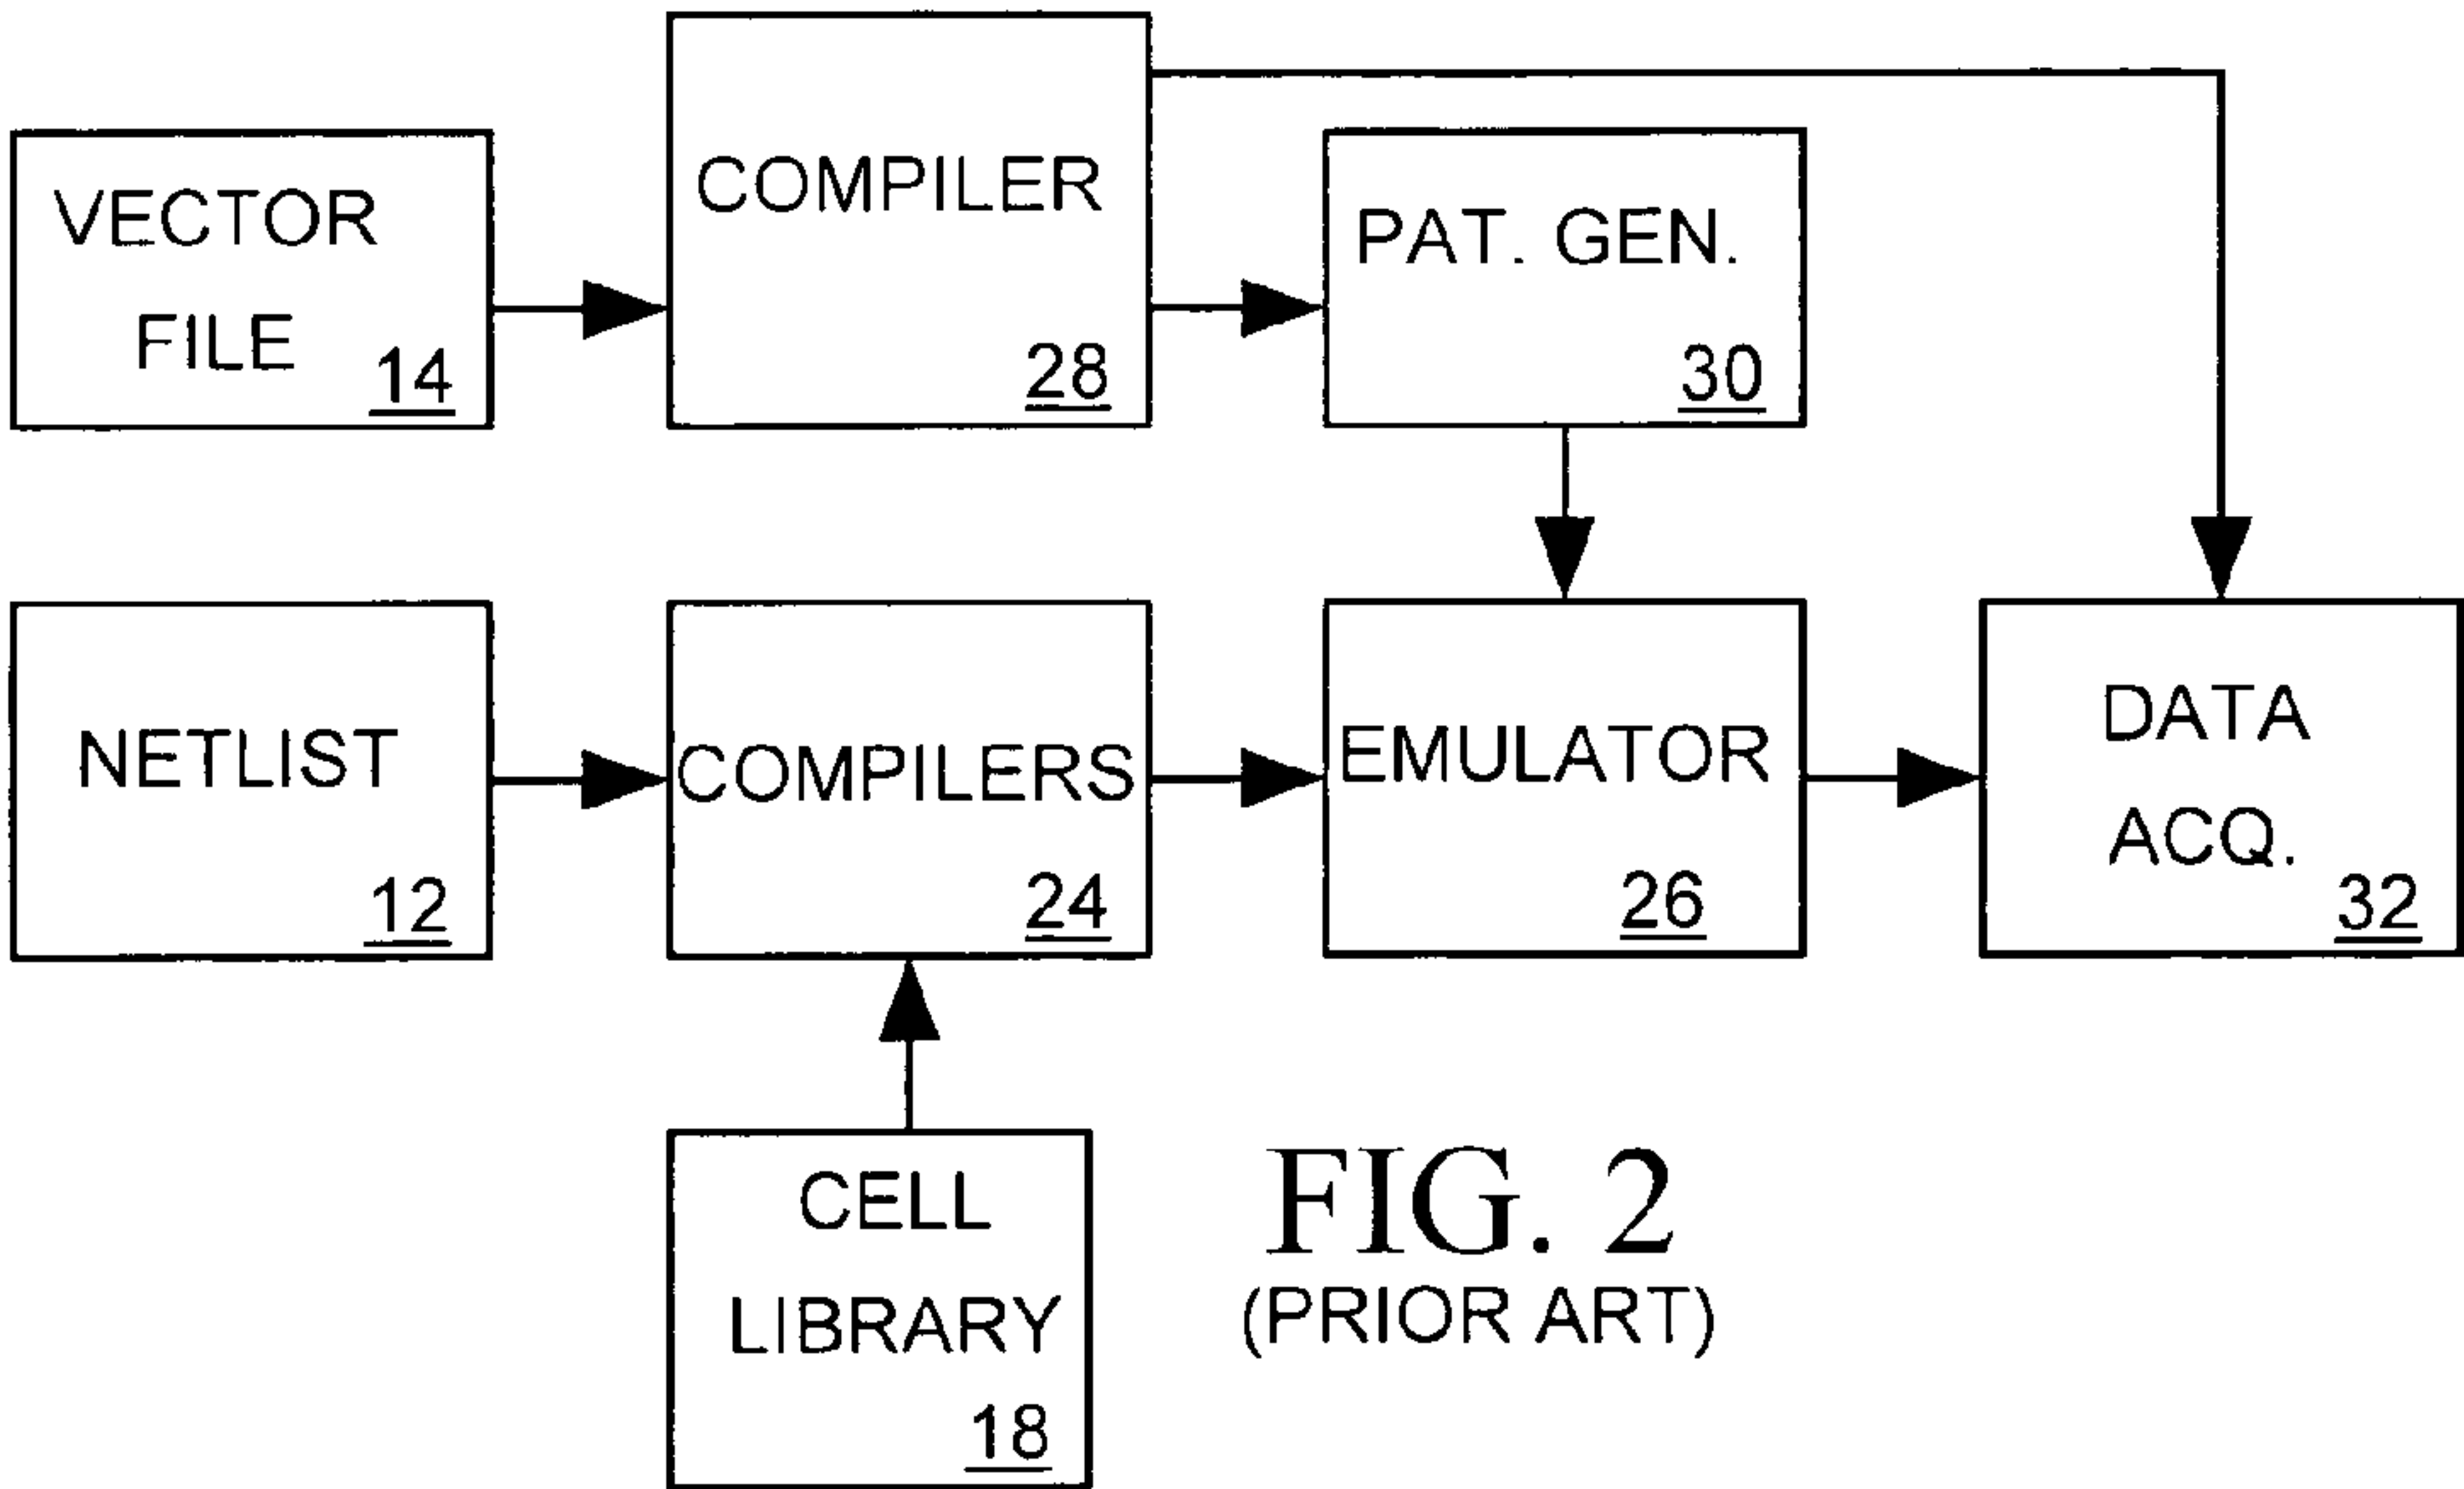 VECTOR
FILE
14
COMPILER
28
PAT. GEN.
30
NETLIST
12
COMPILERS
24
EMULATOR
26
DATA
ACQ.
32
CELL
LIBRARY
18
FIG. 2
(PRIOR ART)